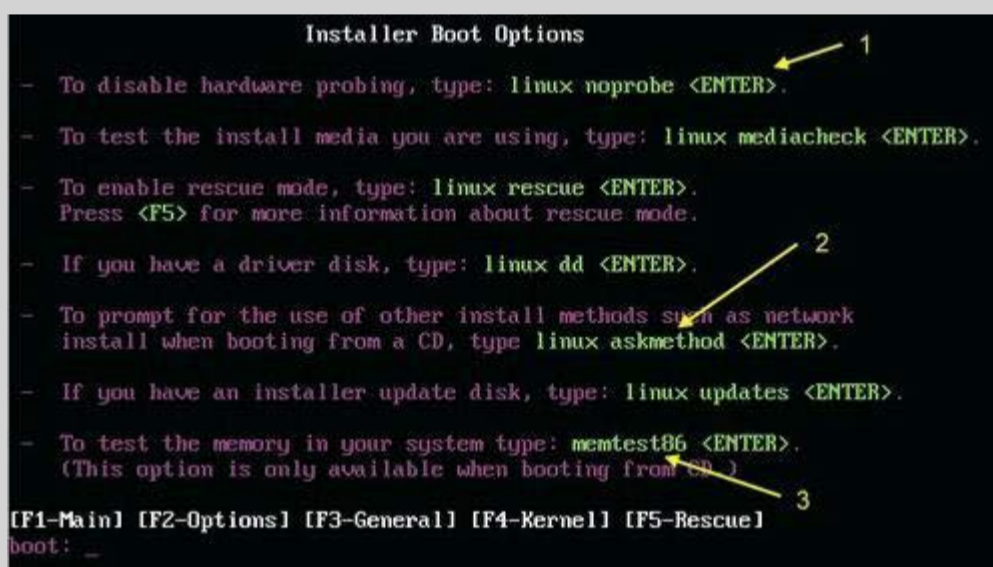 Installer Boot Options
1
- To disable hardware probing, type: linux noprobe <ENTER>.
- To test the install media you are using, type: linux mediacheck <ENTER>.
- To enable rescue mode, type: linux rescue <ENTER>.
Press <F5> for more information about rescue mode.
2
- If you have a driver disk, type: linux dd <ENTER>.
- To prompt for the use of other install methods such as network
install when booting from a CD, type linux askmethod <ENTER>.
- If you have an installer update disk, type: linux updates <ENTER>.
- To test the memory in your system type: memtest86 <ENTER>.
(This option is only available when booting from CD.)
3
[F1-Main] [F2-Options] [F3-General] [F4-Kernel] [F5-Rescue]
boot: _